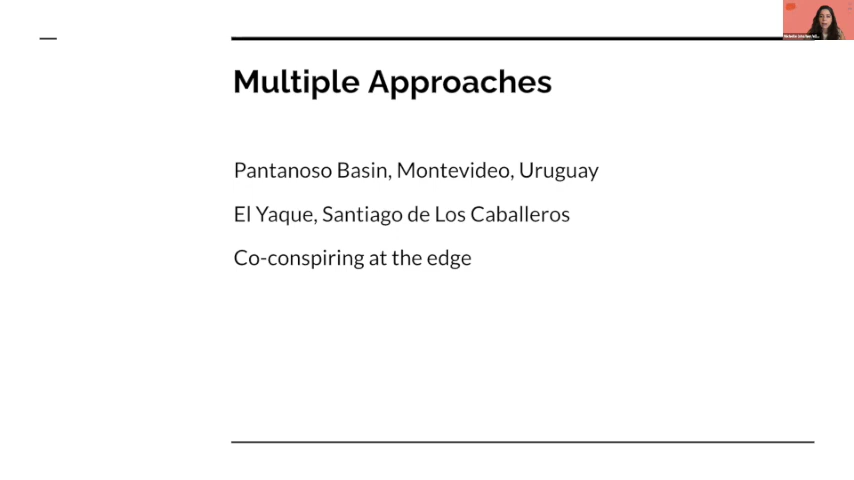 Multiple Approaches
Pantanoso Basin, Montevideo, Uruguay
El Yaque, Santiago de Los Caballeros
Co-conspiring at the edge